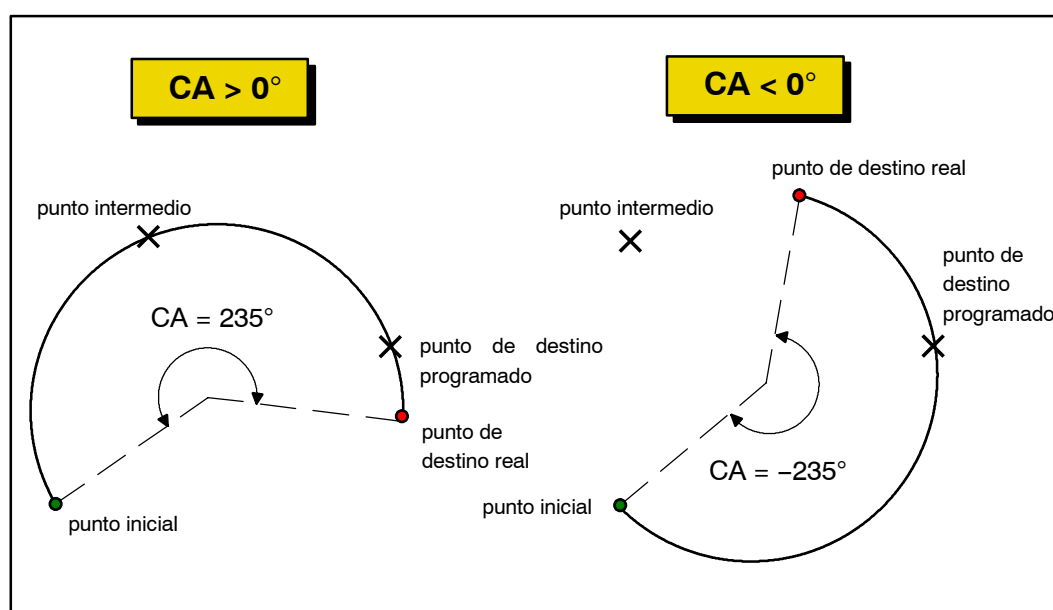 CA > 0°
punto intermedio
CA = 235°
punto de destino
programado
punto de
destino real
punto inicial
CA < 0°
punto de destino real
punto intermedio
punto de
destino
programado
CA = −235°
punto inicial